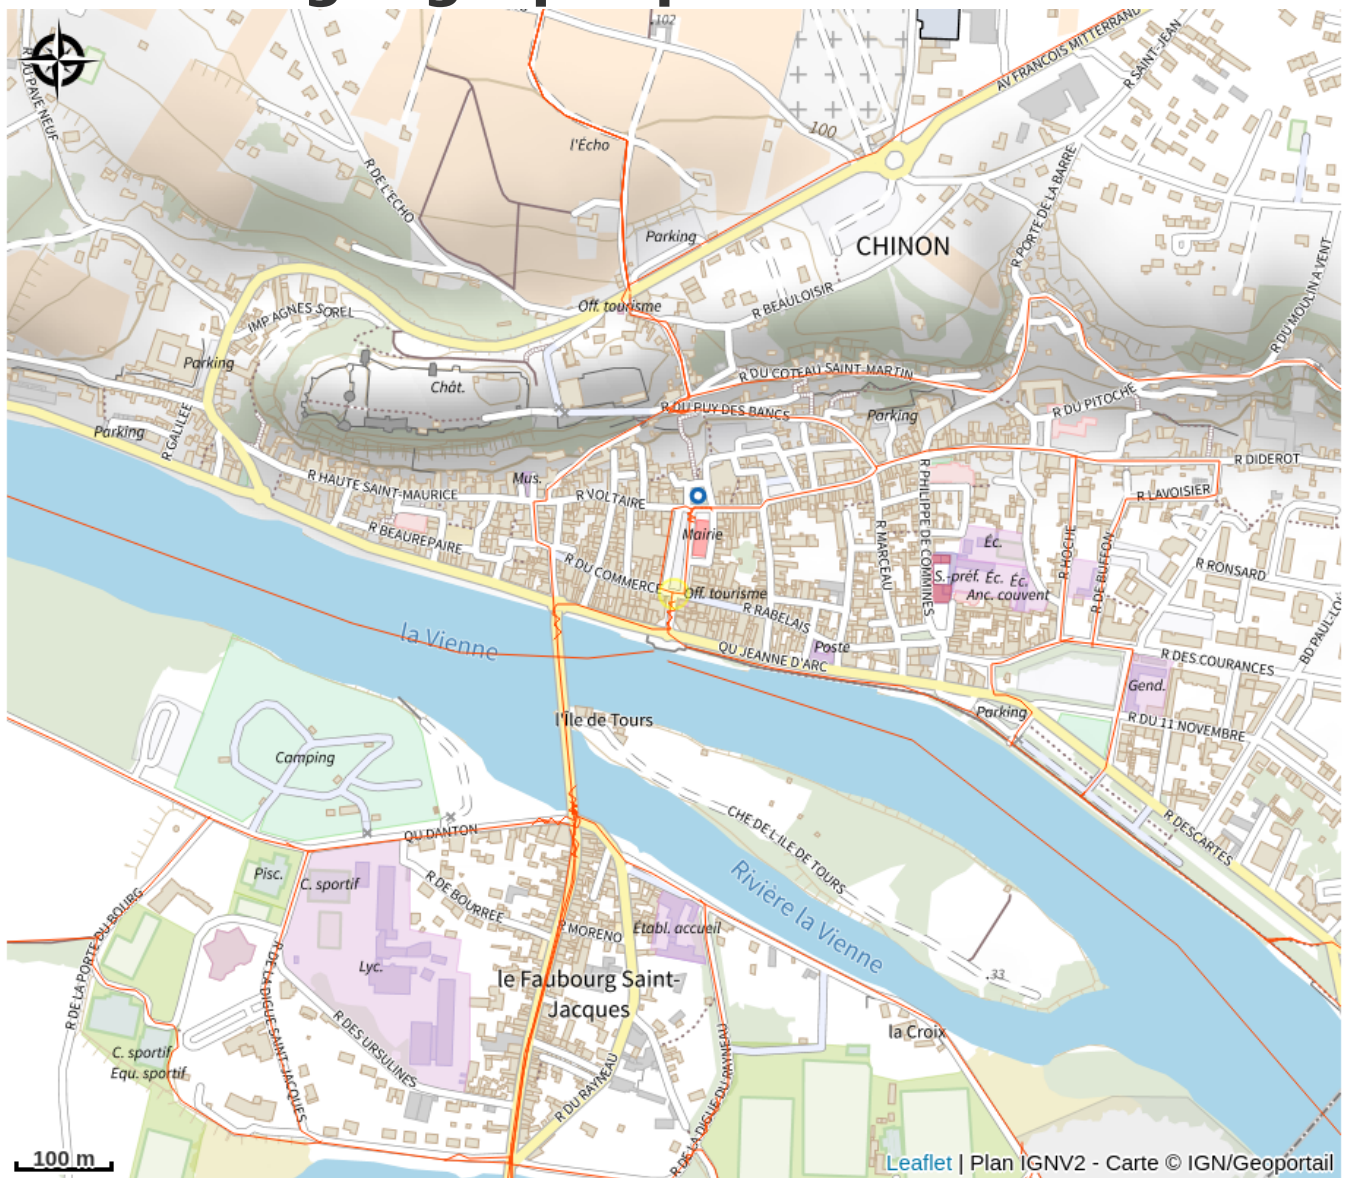 102
AV FRANCOIS MITTERRAND
R SAINT-JEAN
R DU PAVE NEUF
100
l'Écho
R DE L'ECHO
R PORTE DE LA BARRE
Parking
CHINON
R DU MOULIN A VENT
R BEAULOISIR
Off. tourisme
IMP AGNES SOREL
Parking
R DU COTEAU SAINT-MARTIN
Chât.
R DU PITOCHE
R DU PUY DES BANCS
Parking
Parking
R GALILEE
R DIDEROT
Mus.
R HAUTE SAINT-MAURICE
R VOLTAIRE
R LAVOISIER
R PHILIPPE DE COMMINES
R BEAUREPAIRE
Mairie
R MARCEAU
R HOCHE
R DE BUFFON
Éc.
R DU COMMERCE
R RONSARD
S.-préf.
Éc.
Éc.
Anc. couvent
Off. tourisme
R RABELAIS
BD PAUL-LO
la Vienne
Poste
QU JEANNE D'ARC
R DES COURANCES
Gend.
l'Île de Tours
Parking
R DU 11 NOVEMBRE
Camping
CHE DE L'ILE DE TOURS
QU DANTON
R DESCARTES
Pisc.
C. sportif
R DE BOURREE
Rivière la Vienne
R DE LA PORTE DU BOURG
R MORENO
Établ. accueil
Lyc.
R DE LA DIGUE SAINT-JACQUES
le Faubourg Saint-
Jacques
33
la Croix
C. sportif
Equ. sportif
R DES URSULINES
R DU RAYNEAU
R DE LA DIGUE DU RAYNEAU
100 m
Leaflet | Plan IGNV2 - Carte © IGN/Geoportail